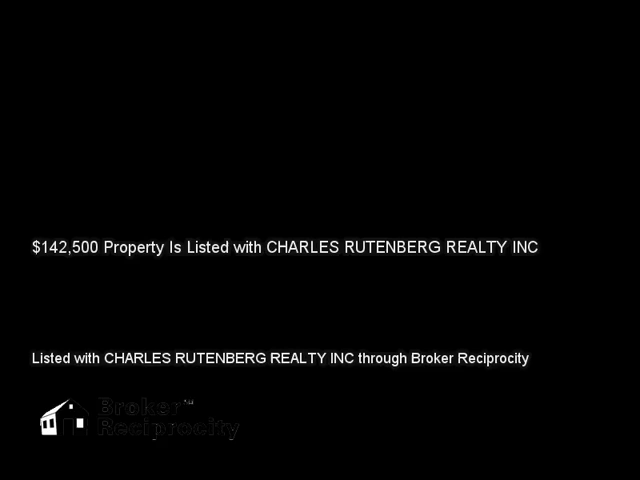 $142,500 Property Is Listed with CHARLES RUTENBERG REALTY INC
Listed with CHARLES RUTENBERG REALTY INC through Broker Reciprocity
Broker™
Reciprocity